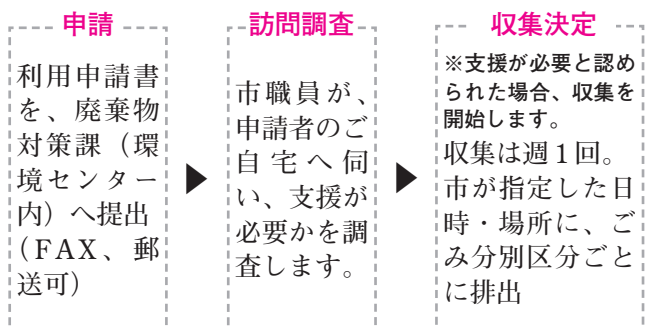 申請
利用申請書
を、廃棄物
対策課（環
境センター
内）へ提出
（FAX、郵
送可）
訪問調査
市職員が、
申請者のご
自宅へ伺
い、支援が
必要かを調
査します。
収集決定
※支援が必要と認め
られた場合、収集を
開始します。
収集は週1回。
市が指定した日
時・場所に、ご
み分別区分ごと
に排出